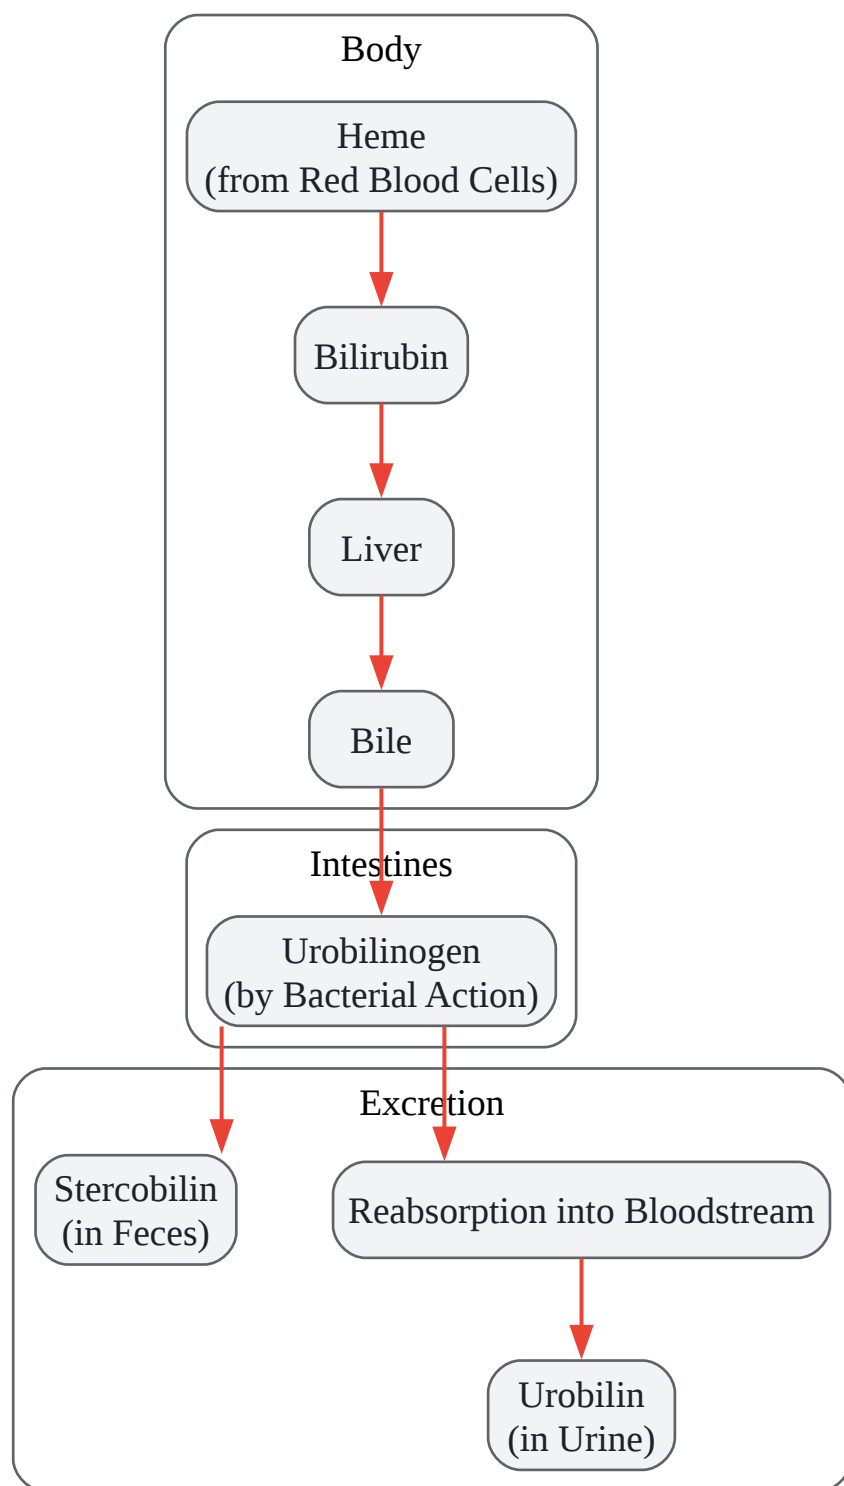 Body
Heme
(from Red Blood Cells)
Bilirubin
Liver
Bile
Intestines
Urobilinogen
(by Bacterial Action)
Excretion
Stercobilin
(in Feces)
Reabsorption into Bloodstream
Urobilin
(in Urine)